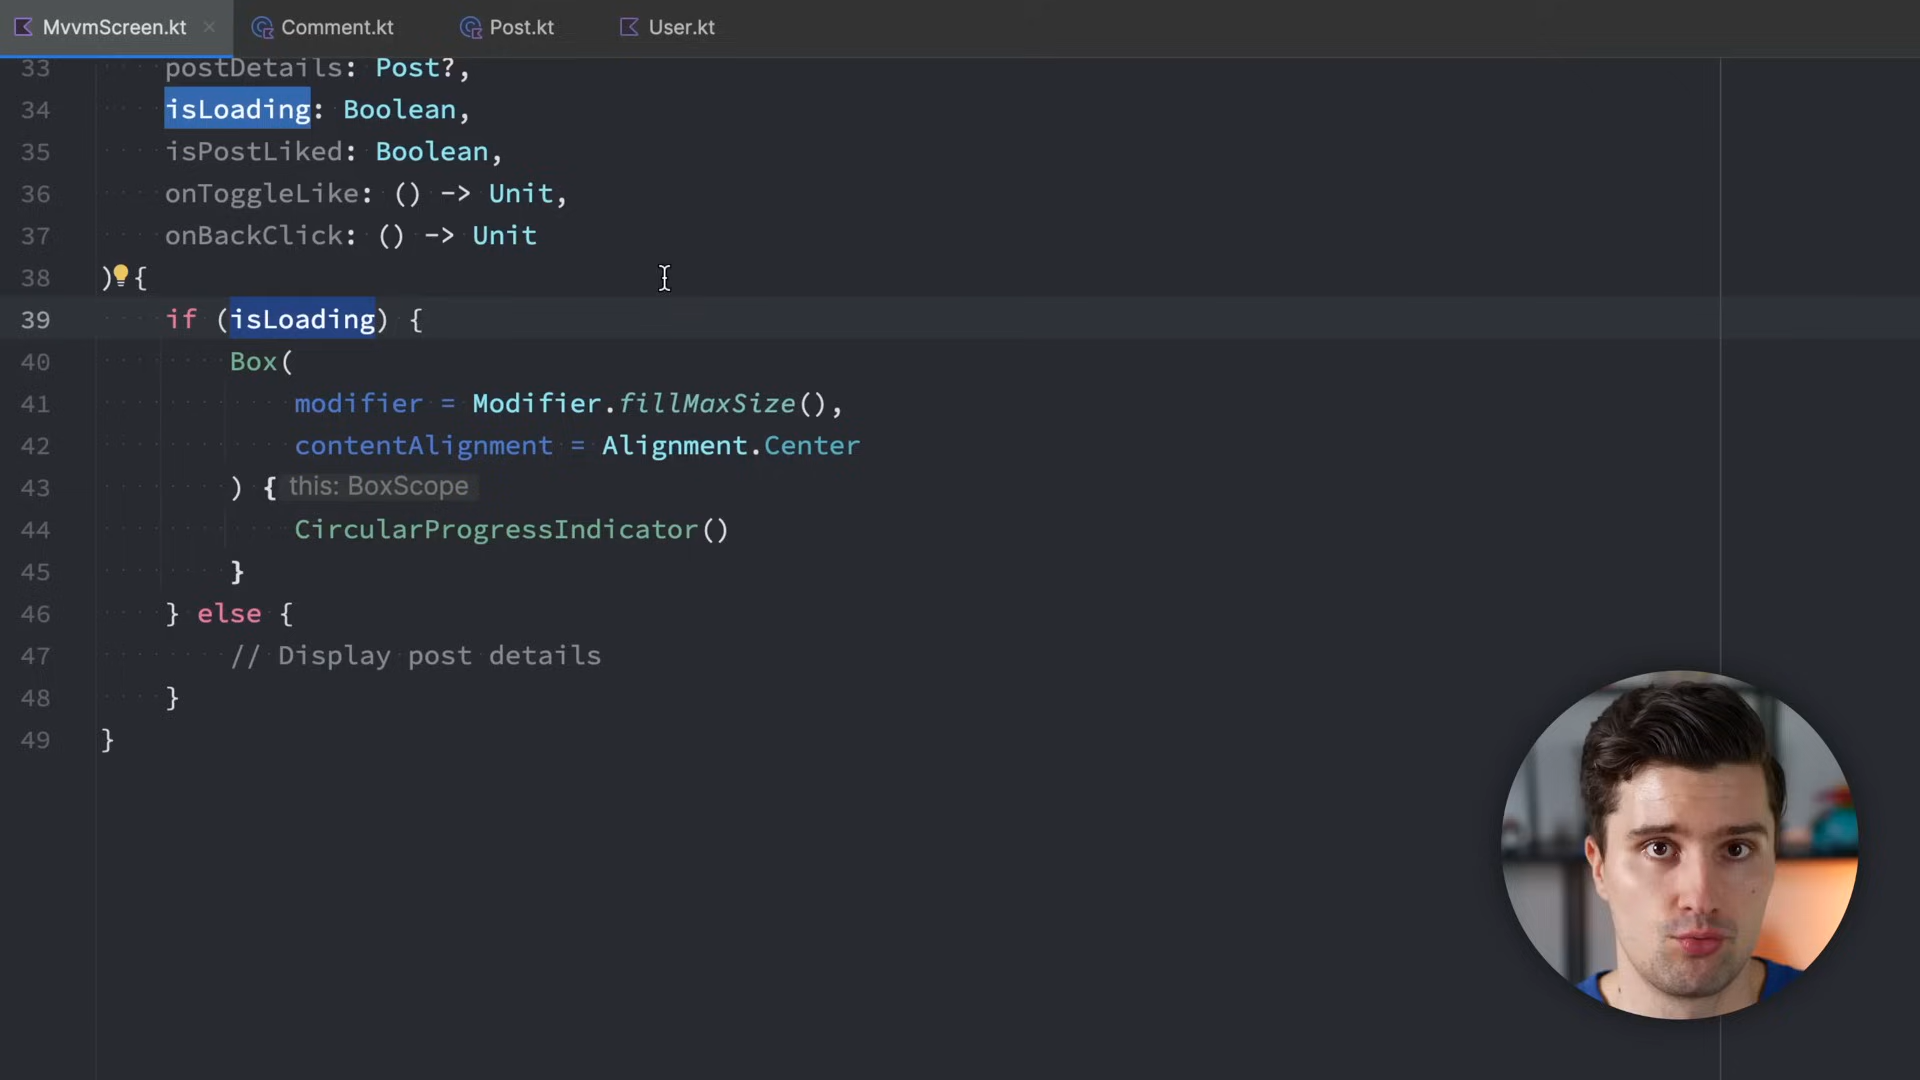 MvvmScreen.kt
Comment.kt
Post.kt
User.kt
33 postDetails: Post?,
34 isLoading: Boolean,
35 isPostLiked: Boolean,
36 onToggleLike: () -> Unit,
37 onBackClick: () -> Unit
38 ) {
39 if (isLoading) {
40 Box(
41 modifier = Modifier.fillMaxSize(),
42 contentAlignment = Alignment.Center
43 ) { this: BoxScope
44 CircularProgressIndicator()
45 }
46 } else {
47 // Display post details
48 }
49 }